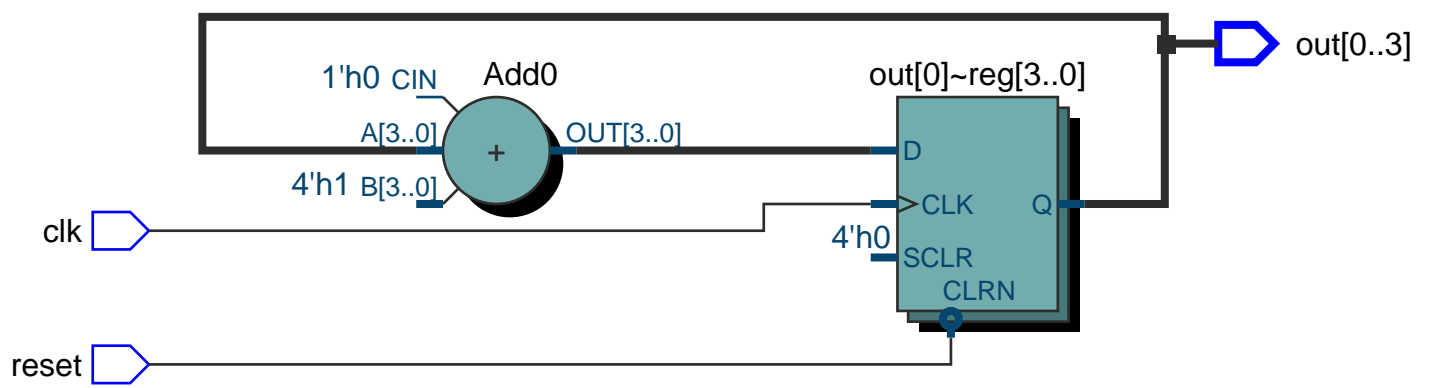 out[0..3]
1'h0 CIN
Add0
out[0]~reg[3..0]
A[3..0]
+
OUT[3..0]
D
4'h1 B[3..0]
CLK
Q
clk
4'h0
SCLR
CLRN
reset